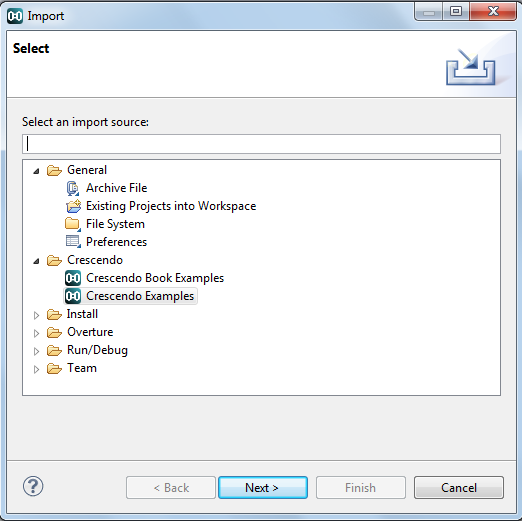 Import
Select
Select an import source:
General
Archive File
Existing Projects into Workspace
File System
Preferences
Crescendo
Crescendo Book Examples
Crescendo Examples
Install
Overture
Run/Debug
Team
?
< Back
Next >
Finish
Cancel